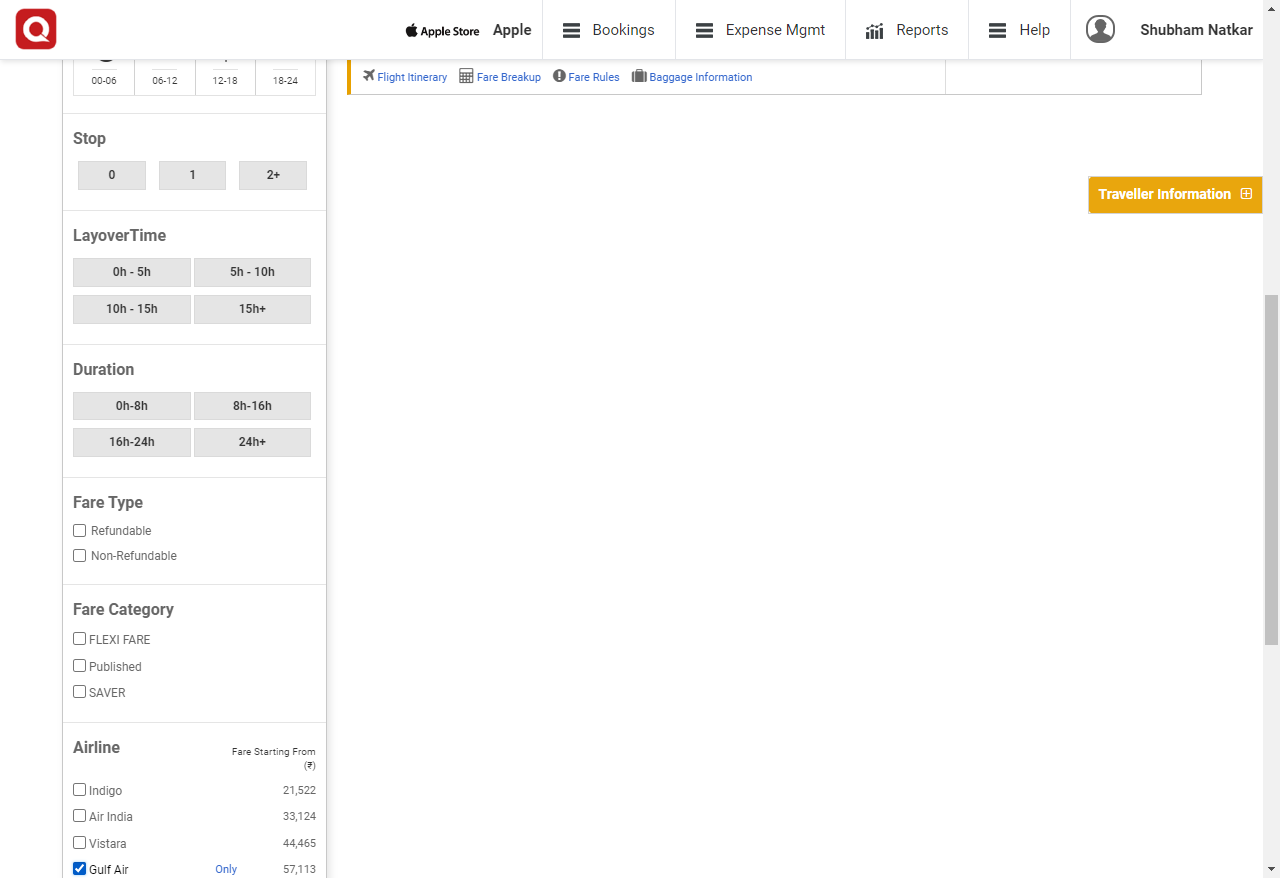 Apple Store Apple Bookings Expense Mgmt Reports Help Shubham Natkar
00-06 06-12 12-18 18-24
Flight Itinerary Fare Breakup Fare Rules Baggage Information
Stop
0 1 2+
Traveller Information
LayoverTime
0h - 5h 5h - 10h
10h - 15h 15h+
Duration
0h-8h 8h-16h
16h-24h 24h+
Fare Type
Refundable
Non-Refundable
Fare Category
FLEXI FARE
Published
SAVER
Airline Fare Starting From
(₹)
Indigo 21,522
Air India 33,124
Vistara 44,465
Gulf Air Only 57,113